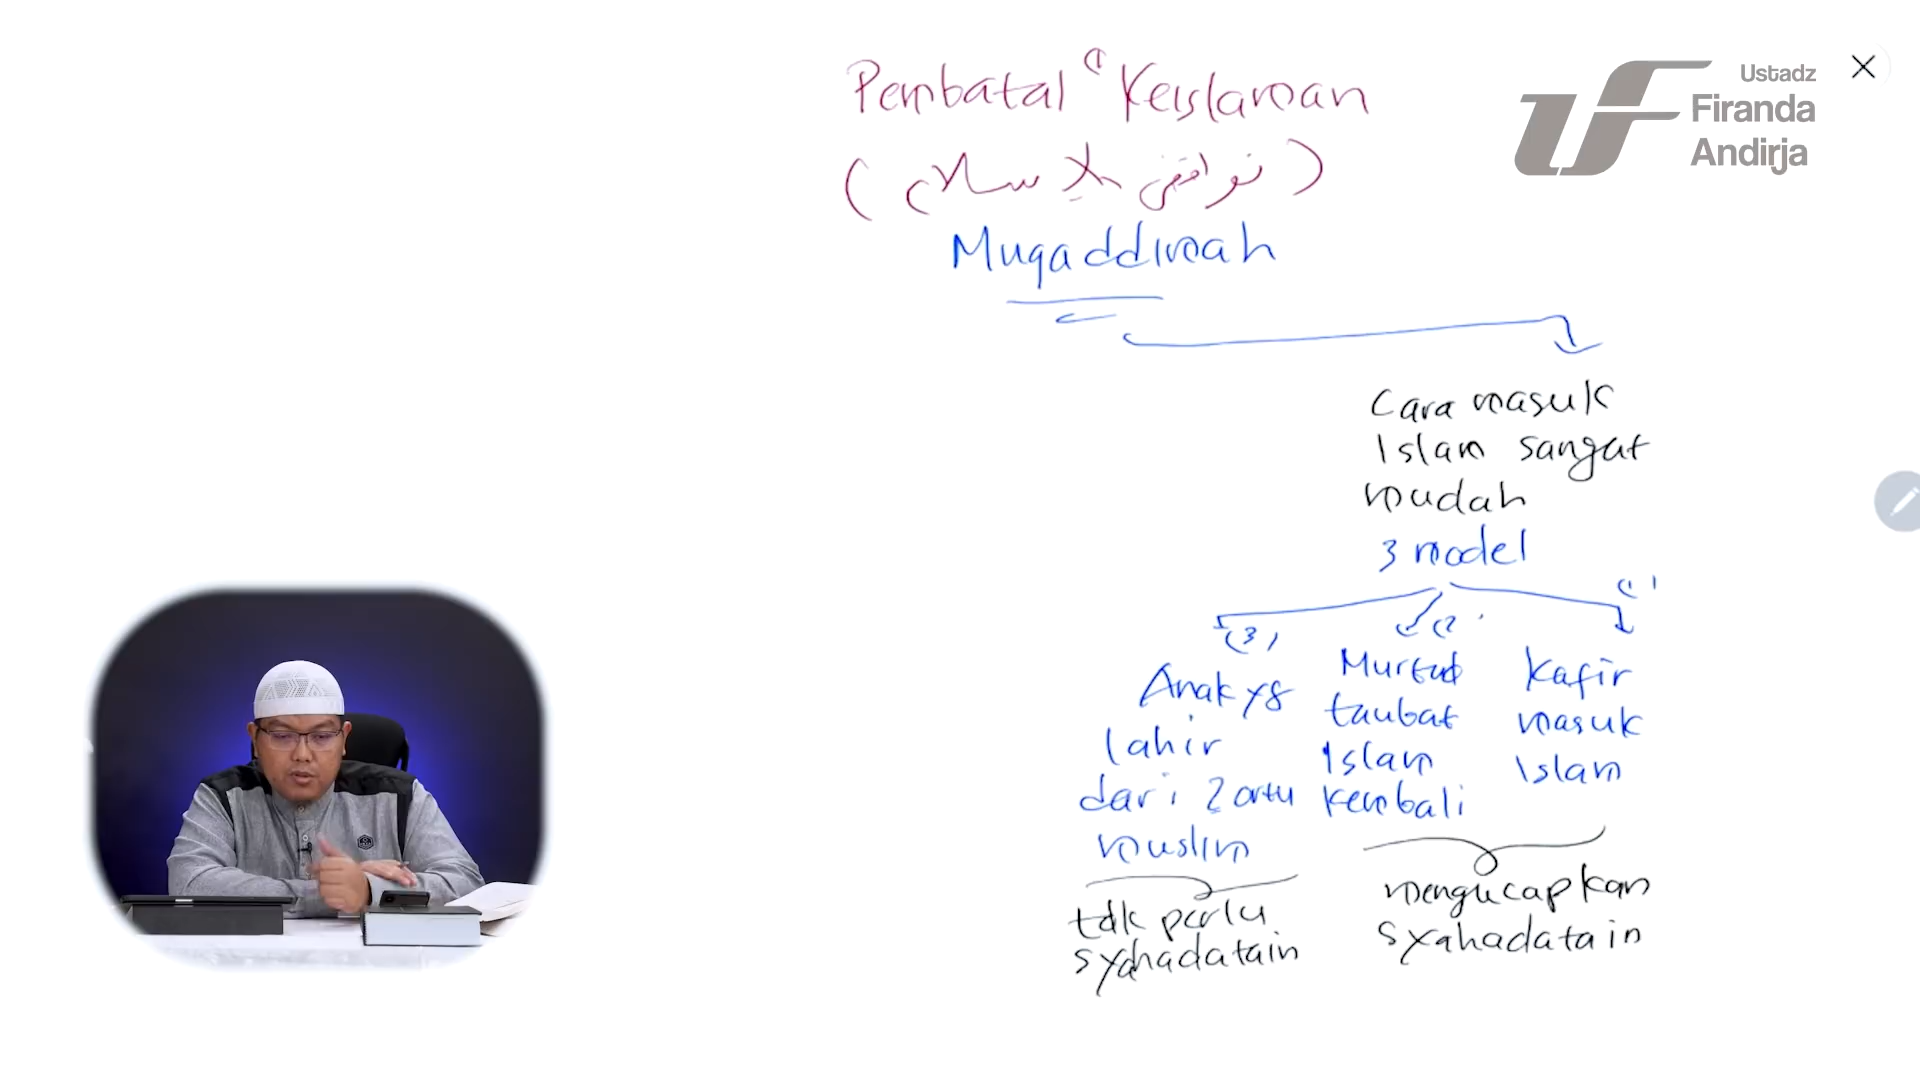 Pembatal Keislaman
(نواقض الإسلام)
Muqaddimah
Ustadz
Firanda
Andirja
Cara masuk
Islam sangat
mudah
3 model
(1)
Kafir
masuk
Islam
(2)
Murtad
taubat
Islam
kembali
mengucapkan
syahadatain
(3)
Anak yg
lahir
dari 2 ortu
muslim
tdk perlu
syahadatain